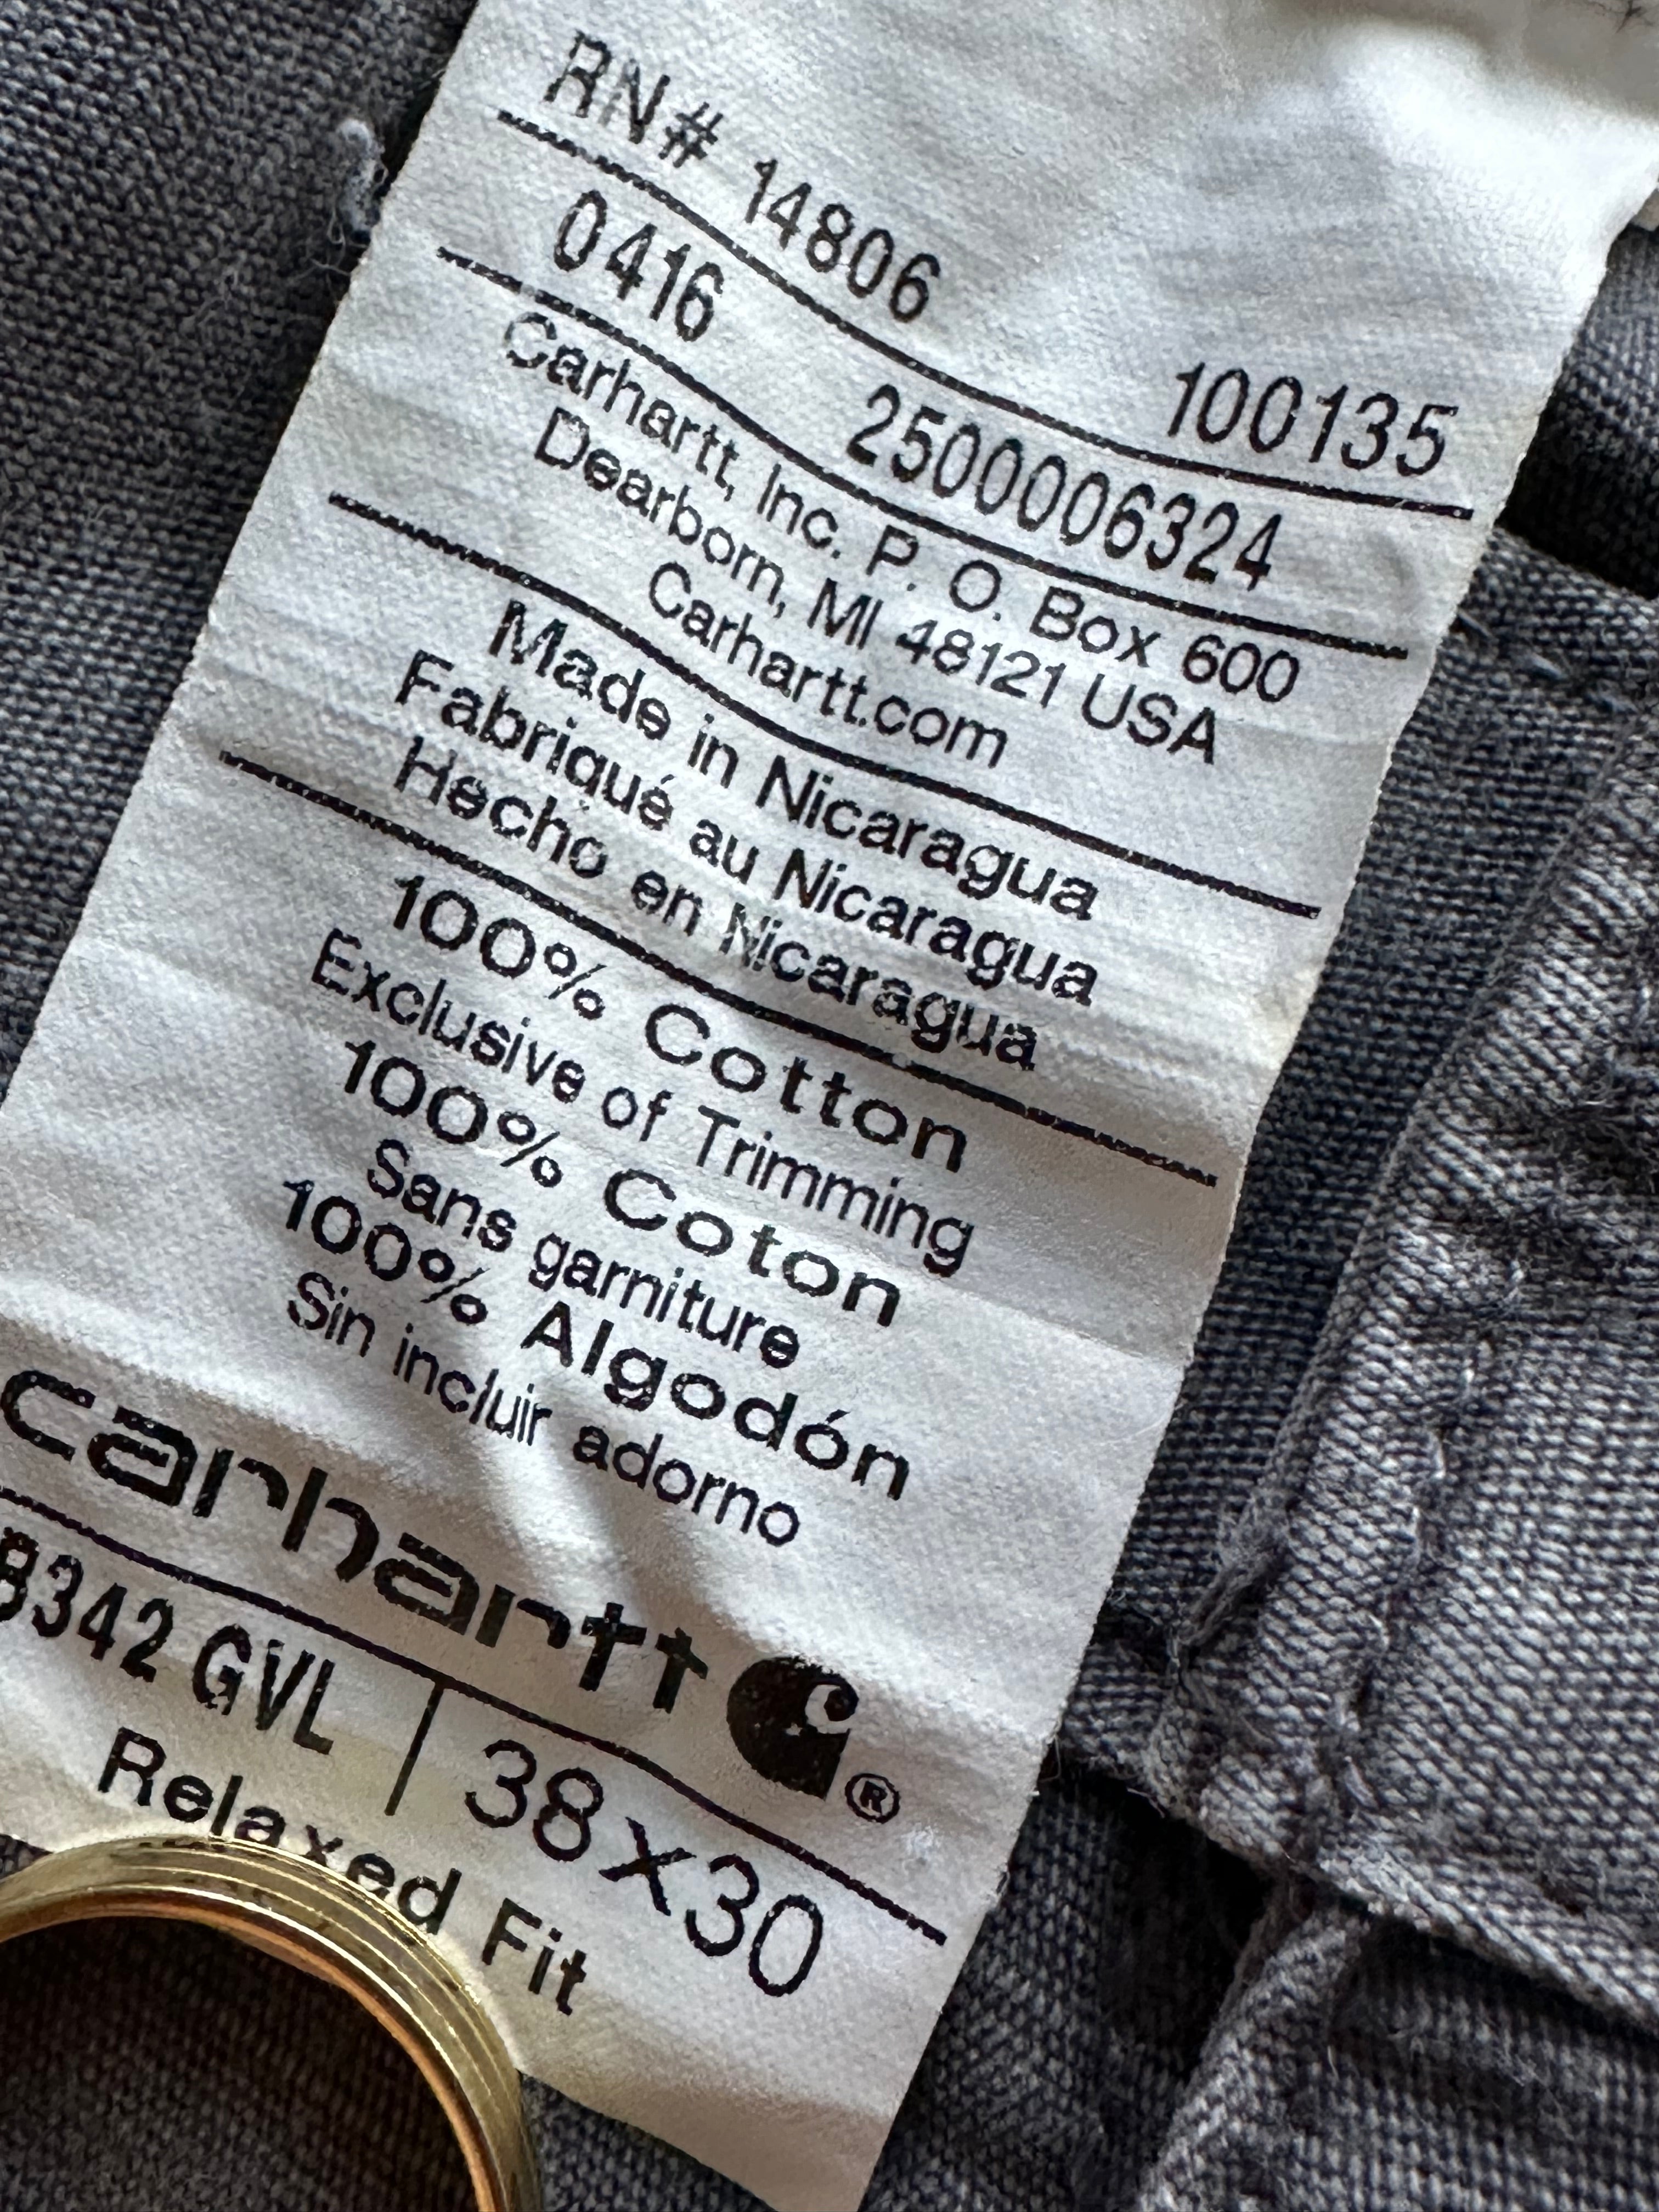 RN# 14806 100135
0416 2500006324
Carhartt, Inc. P. O. Box 600
Dearborn, MI 48121 USA
Carhartt.com
Made in Nicaragua
Fabriqué au Nicaragua
Hecho en Nicaragua
100% Cotton
Exclusive of Trimming
100% Coton
Sans garniture
100% Algodón
Sin incluir adorno
carhartt ®
B342 GVL | 38x30
Relaxed Fit